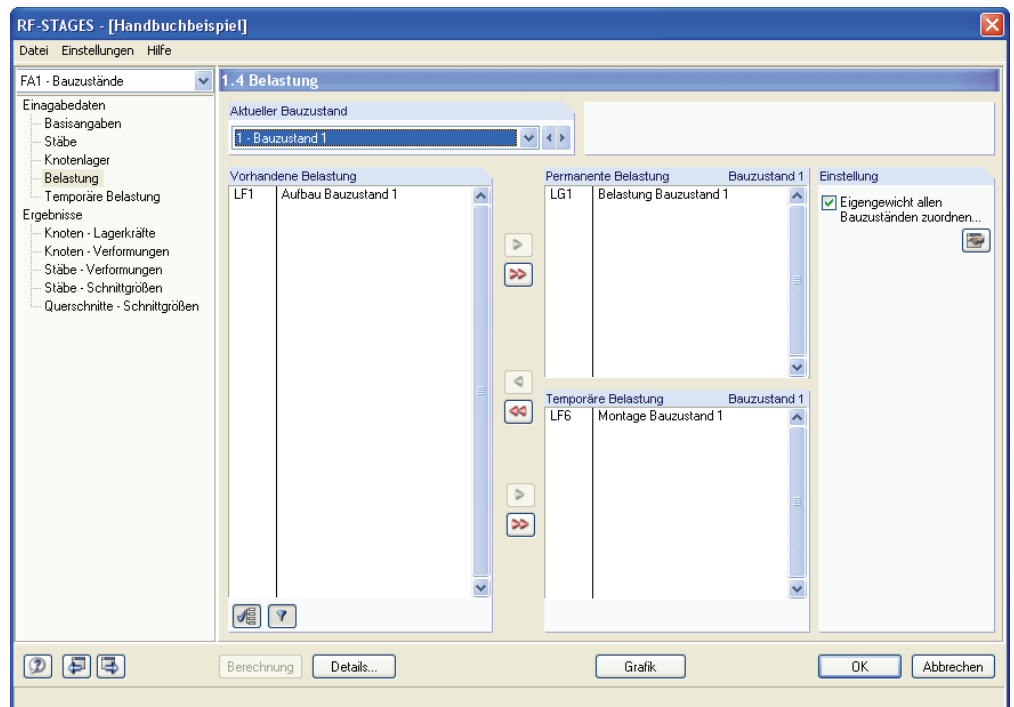 RF-STAGES - [Handbuchbeispiel]
Datei Einstellungen Hilfe
FA1 - Bauzustände
1.4 Belastung
Einagabedaten
Basisangaben
Stäbe
Knotenlager
Belastung
Temporäre Belastung
Ergebnisse
Knoten - Lagerkräfte
Knoten - Verformungen
Stäbe - Verformungen
Stäbe - Schnittgrößen
Querschnitte - Schnittgrößen
Aktueller Bauzustand
1 - Bauzustand 1
Vorhandene Belastung
LF1 Aufbau Bauzustand 1
Permanente Belastung Bauzustand 1
LG1 Belastung Bauzustand 1
Temporäre Belastung Bauzustand 1
LF6 Montage Bauzustand 1
Einstellung
Eigengewicht allen
Bauzuständen zuordnen...
Berechnung Details... Grafik OK Abbrechen